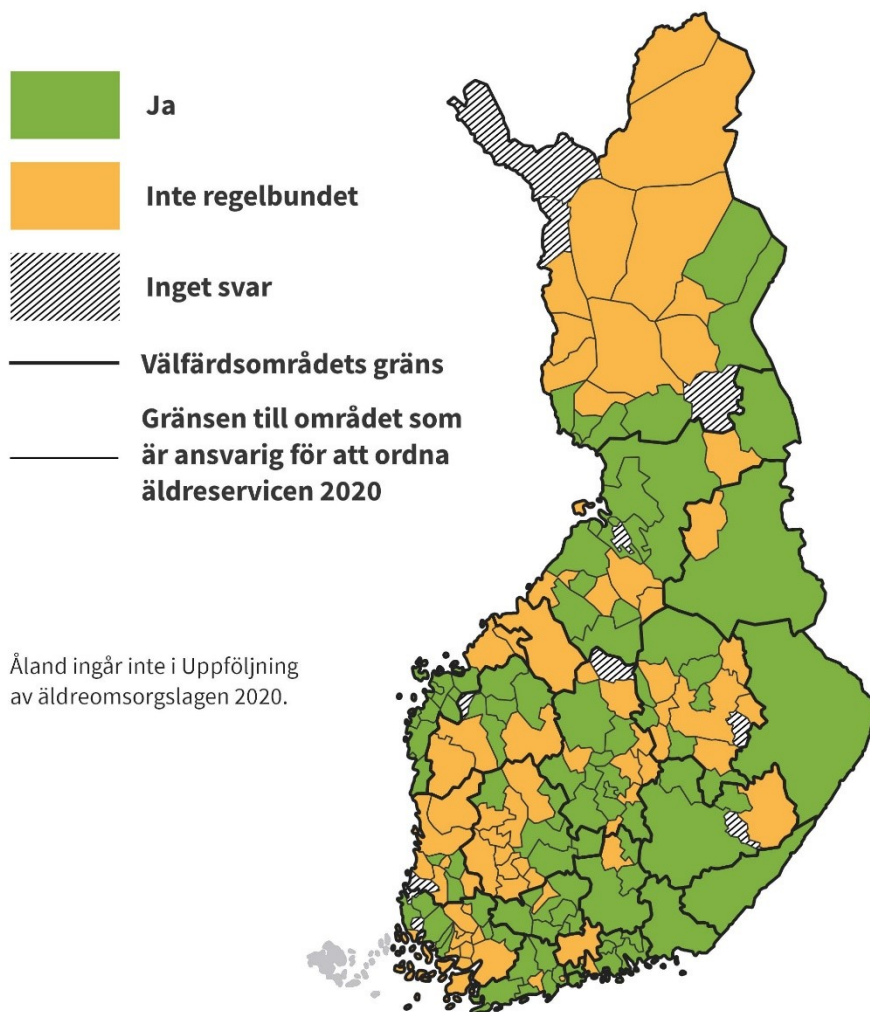 Ja
Inte regelbundet
Inget svar
Välfärdsområdets gräns
Gränsen till området som
är ansvarig för att ordna
äldreservicen 2020
Åland ingår inte i Uppföljning
av äldreomsorgslagen 2020.